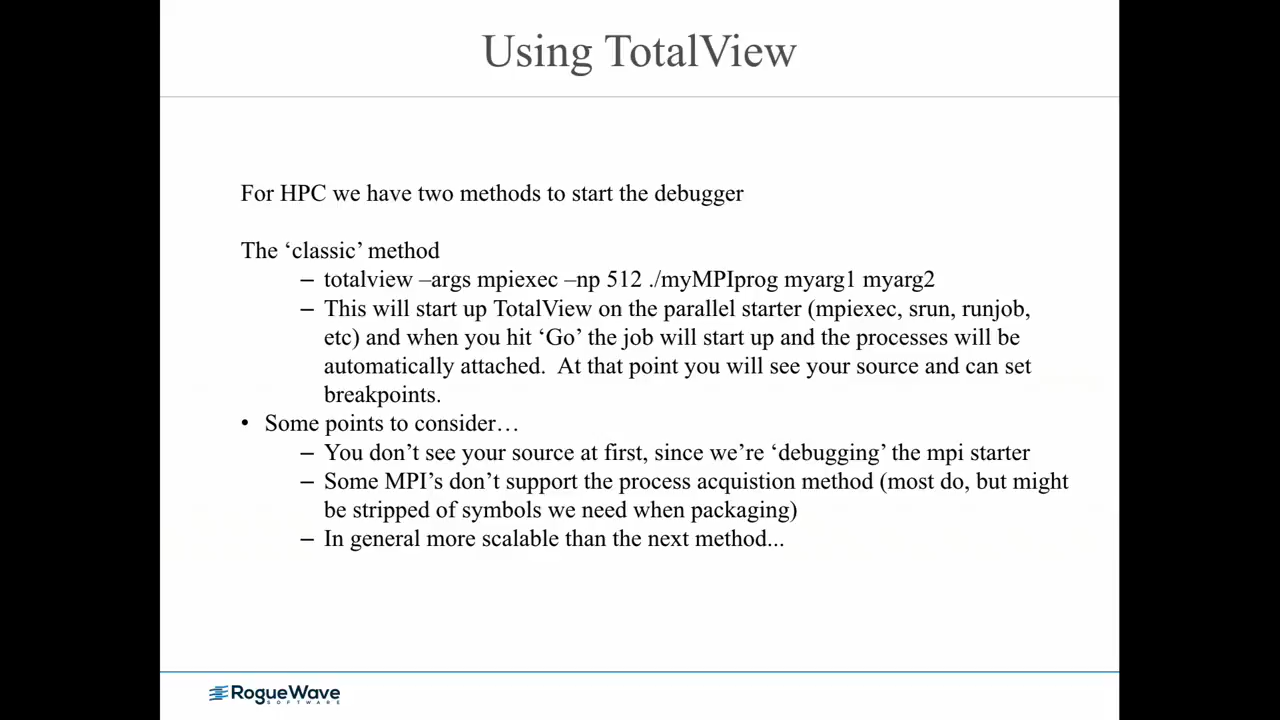 Using TotalView
For HPC we have two methods to start the debugger
The ‘classic’ method
– totalview –args mpiexec –np 512 ./myMPIprog myarg1 myarg2
– This will start up TotalView on the parallel starter (mpiexec, srun, runjob,
etc) and when you hit ‘Go’ the job will start up and the processes will be
automatically attached. At that point you will see your source and can set
breakpoints.
• Some points to consider…
– You don’t see your source at first, since we’re ‘debugging’ the mpi starter
– Some MPI’s don’t support the process acquistion method (most do, but might
be stripped of symbols we need when packaging)
– In general more scalable than the next method...
RogueWave
SOFTWARE